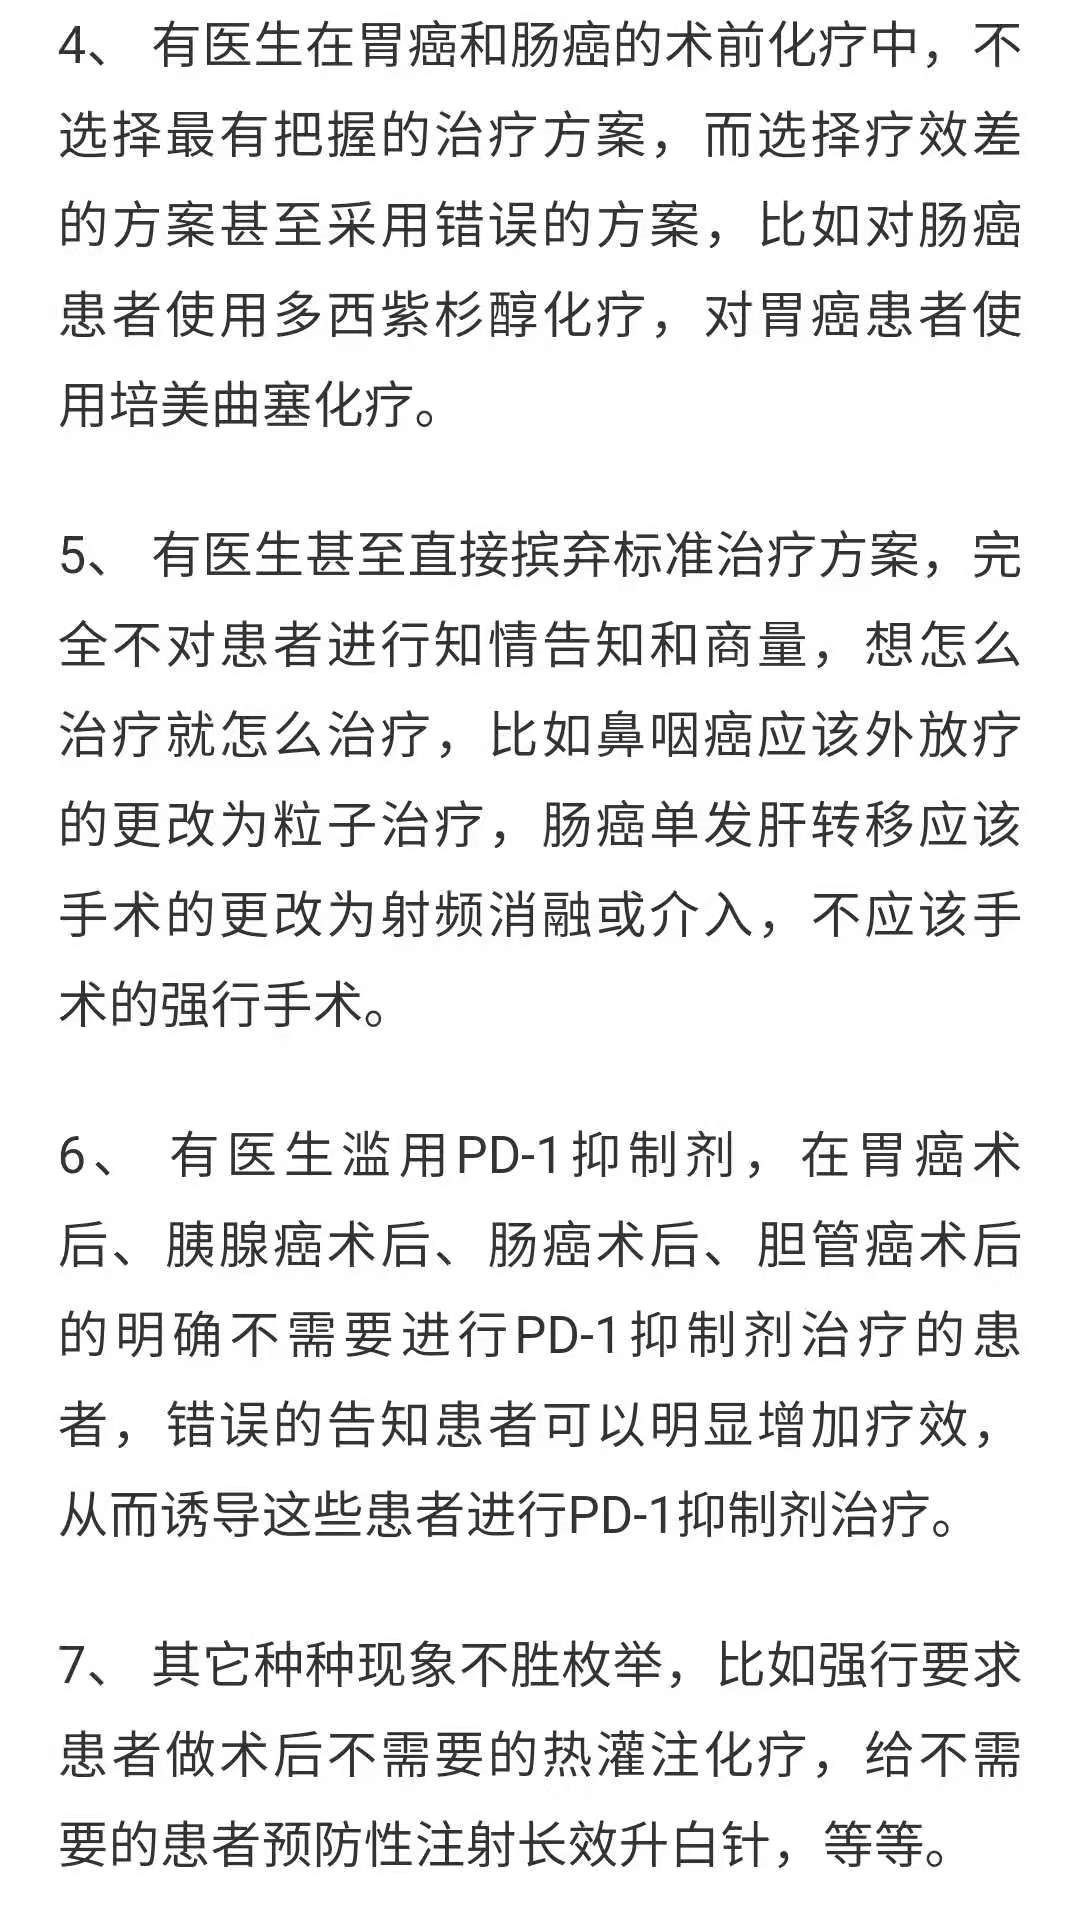 4、 有医生在胃癌和肠癌的术前化疗中，不
选择最有把握的治疗方案，而选择疗效差
的方案甚至采用错误的方案，比如对肠癌
患者使用多西紫杉醇化疗，对胃癌患者使
用培美曲塞化疗。
5、 有医生甚至直接摈弃标准治疗方案，完
全不对患者进行知情告知和商量，想怎么
治疗就怎么治疗，比如鼻咽癌应该外放疗
的更改为粒子治疗，肠癌单发肝转移应该
手术的更改为射频消融或介入，不应该手
术的强行手术。
6、 有医生滥用PD-1抑制剂，在胃癌术
后、胰腺癌术后、肠癌术后、胆管癌术后
的明确不需要进行PD-1抑制剂治疗的患
者，错误的告知患者可以明显增加疗效，
从而诱导这些患者进行PD-1抑制剂治疗。
7、 其它种种现象不胜枚举，比如强行要求
患者做术后不需要的热灌注化疗，给不需
要的患者预防性注射长效升白针，等等。